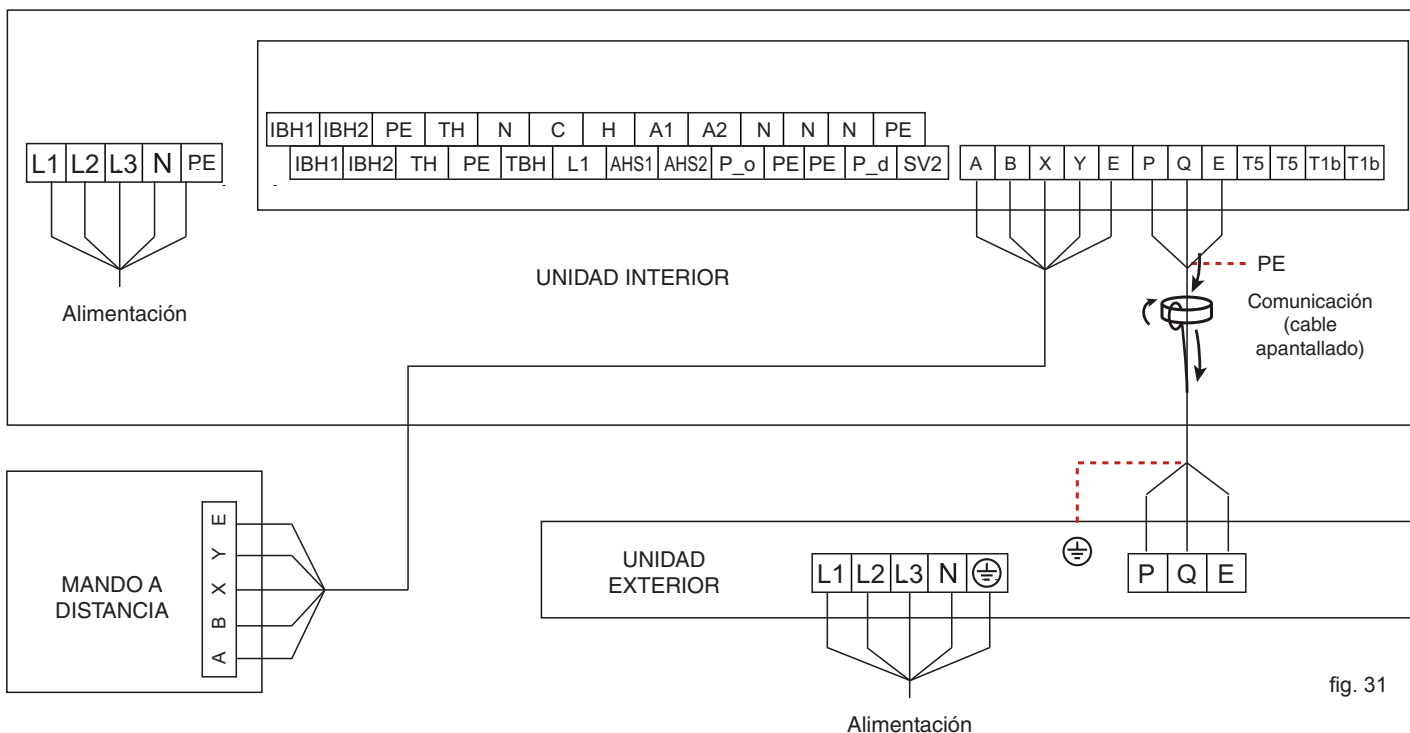 IBH1 IBH2 PE TH N C H A1 A2 N N N PE
IBH1 IBH2 TH PE TBH L1 AHS1 AHS2 P_o PE PE P_d SV2
A B X Y E P Q E T5 T5 T1b T1b
L1 L2 L3 N PE
Alimentación
UNIDAD INTERIOR
PE
Comunicación
(cable
apantallado)
MANDO A
DISTANCIA
A B X Y E
UNIDAD
EXTERIOR
L1 L2 L3 N
P Q E
Alimentación
fig. 31